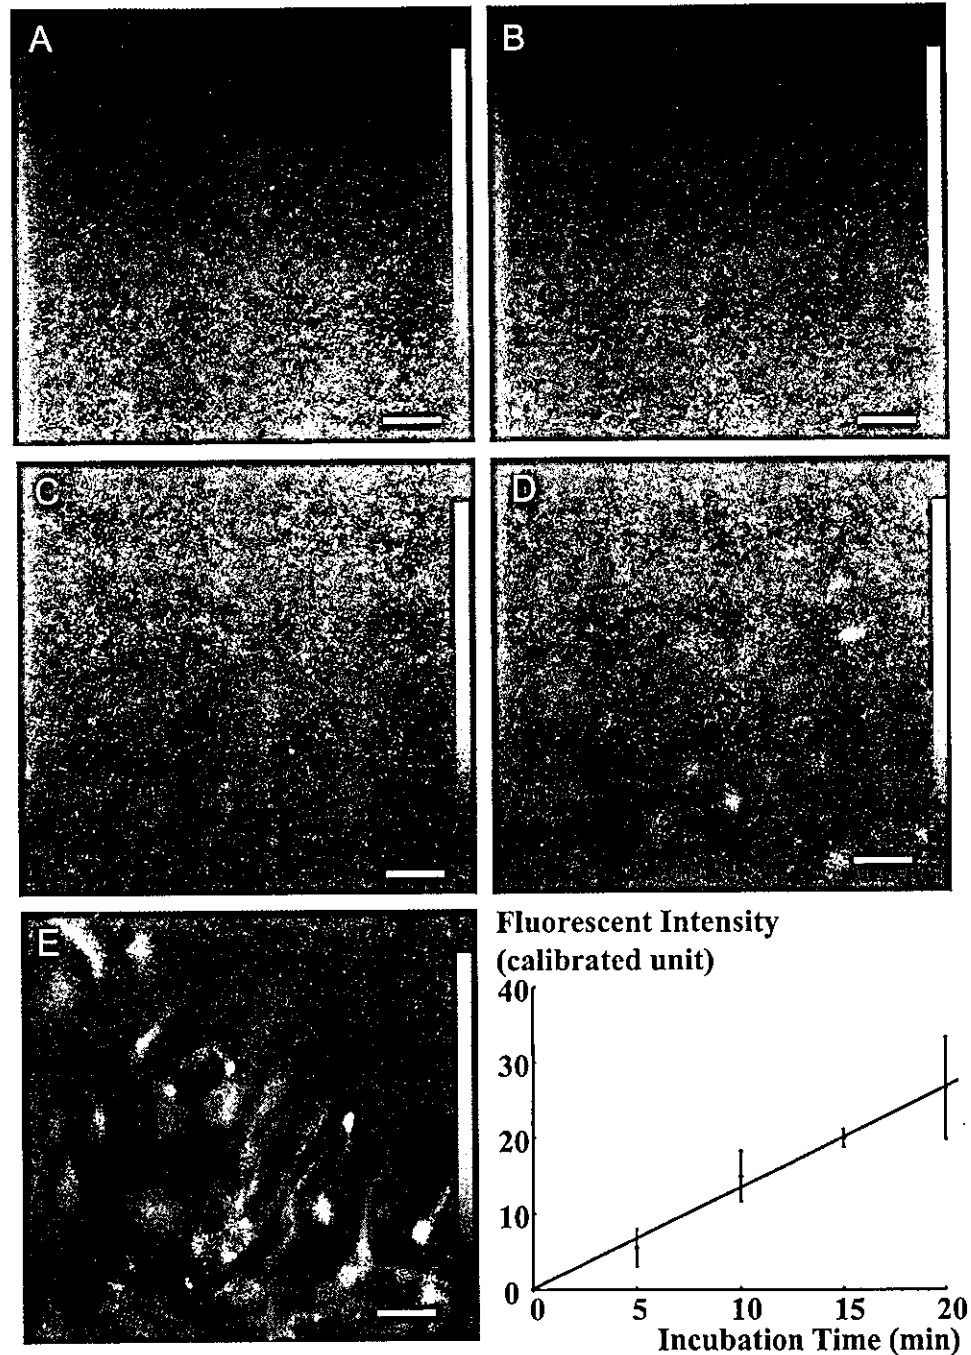 A
B
C
D
E
Fluorescent Intensity
(calibrated unit)
40
30
20
10
0
0 5 10 15 20
Incubation Time (min)